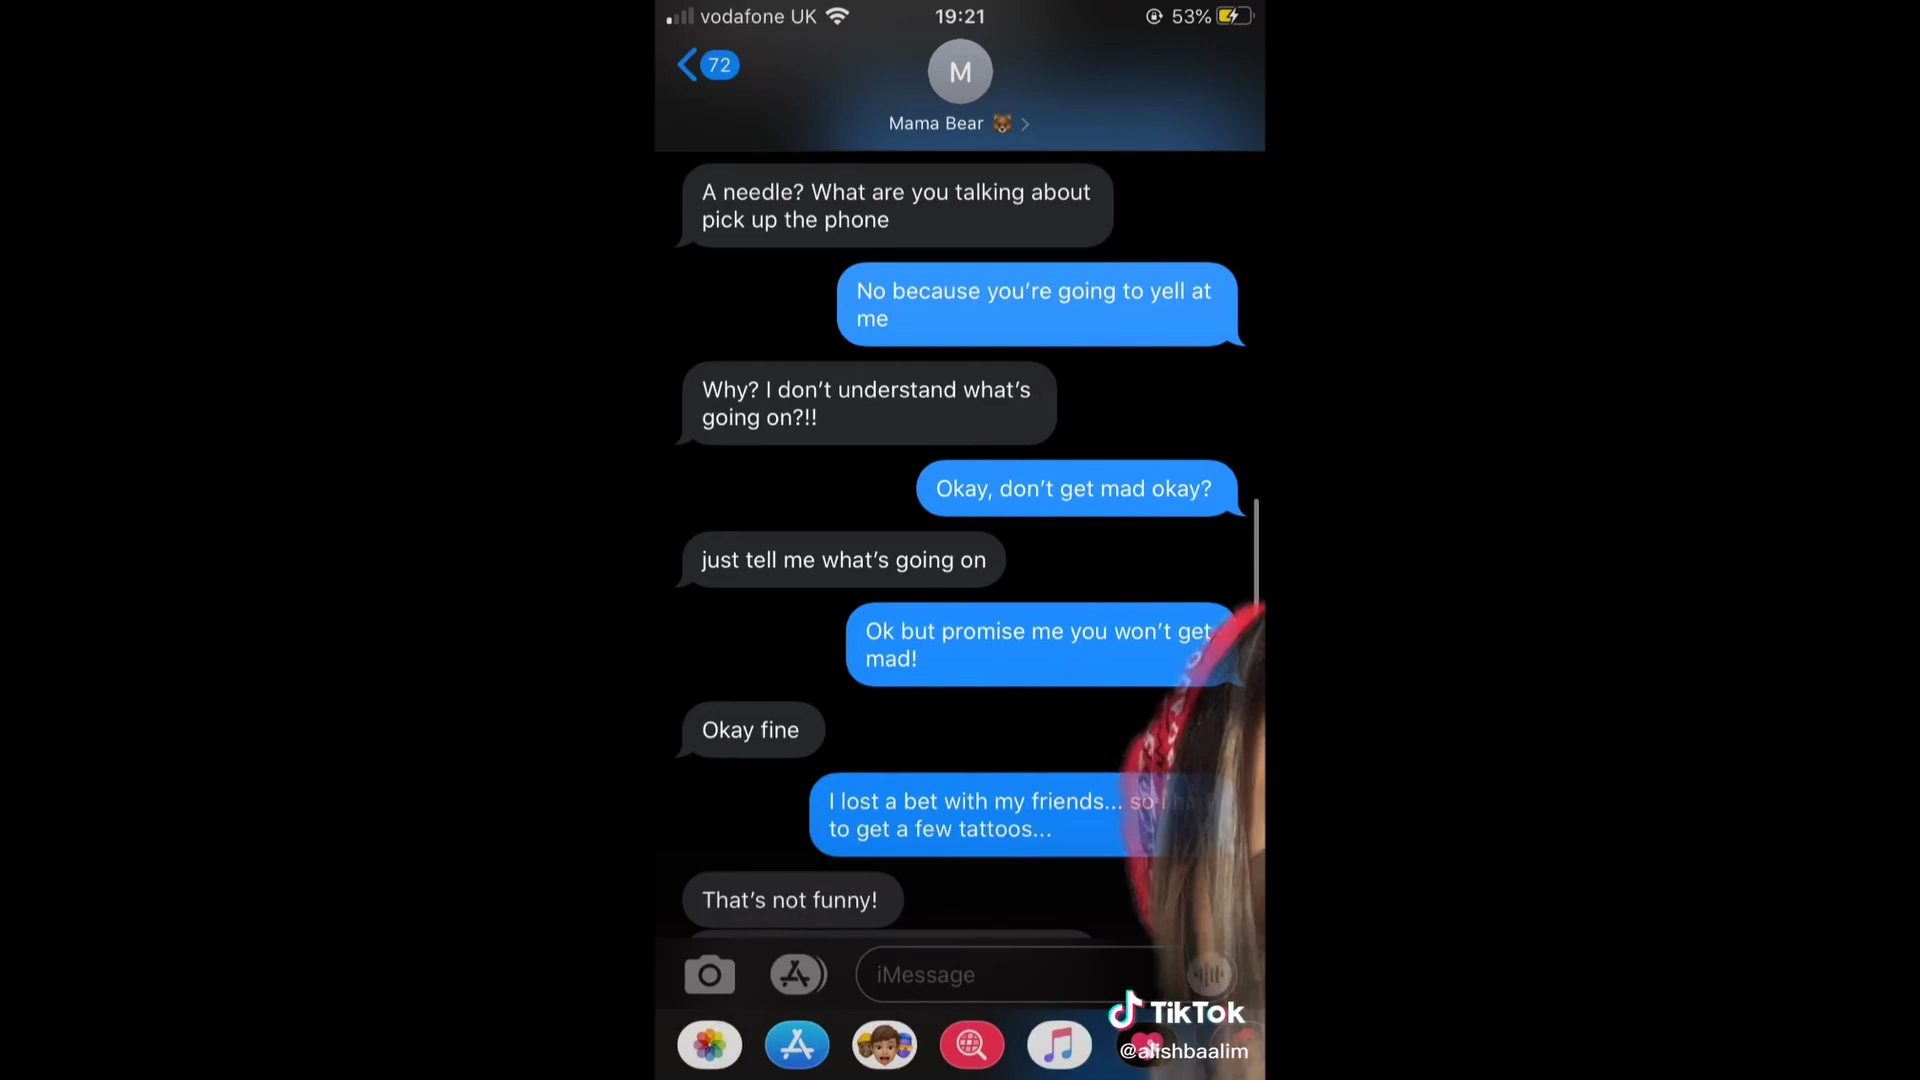 vodafone UK
19:21
53%
72
M
Mama Bear
A needle? What are you talking about
pick up the phone
No because you're going to yell at
me
Why? I don't understand what's
going on?!!
Okay, don't get mad okay?
just tell me what's going on
Ok but promise me you won't get
mad!
Okay fine
I lost a bet with my friends... so I
to get a few tattoos...
That's not funny!
iMessage
TikTok
@alishbaalim